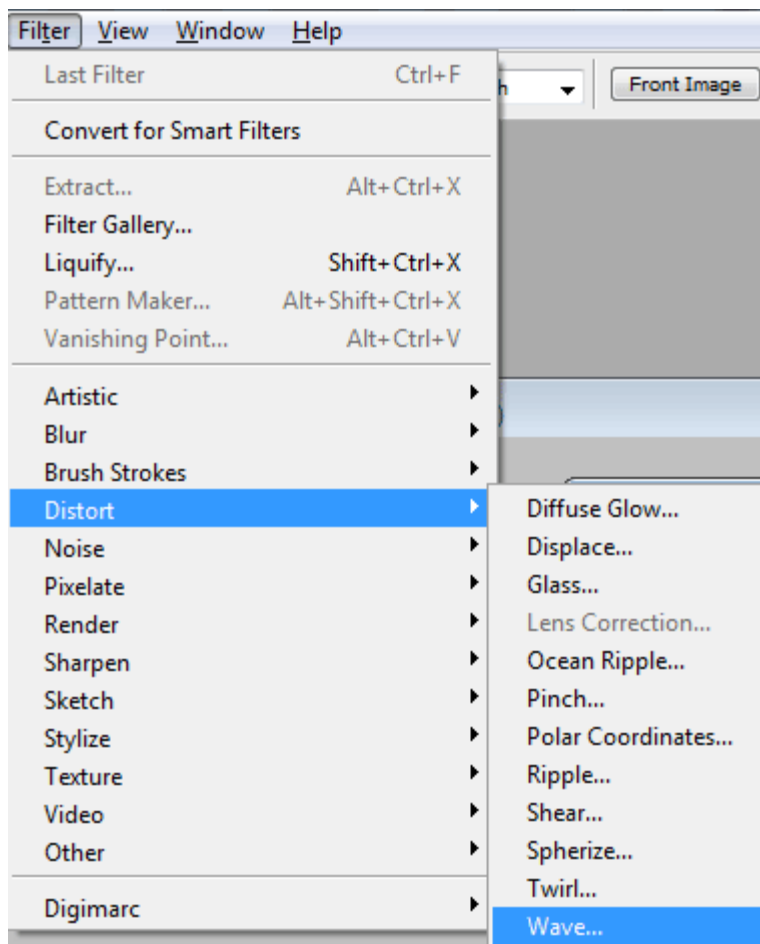 Filter View Window Help
Last Filter Ctrl+F
h Front Image
Convert for Smart Filters
Extract... Alt+Ctrl+X
Filter Gallery...
Liquify... Shift+Ctrl+X
Pattern Maker... Alt+Shift+Ctrl+X
Vanishing Point... Alt+Ctrl+V
Artistic
Blur
Brush Strokes
Distort
Noise
Pixelate
Render
Sharpen
Sketch
Stylize
Texture
Video
Other
Digimarc
Diffuse Glow...
Displace...
Glass...
Lens Correction...
Ocean Ripple...
Pinch...
Polar Coordinates...
Ripple...
Shear...
Spherize...
Twirl...
Wave...